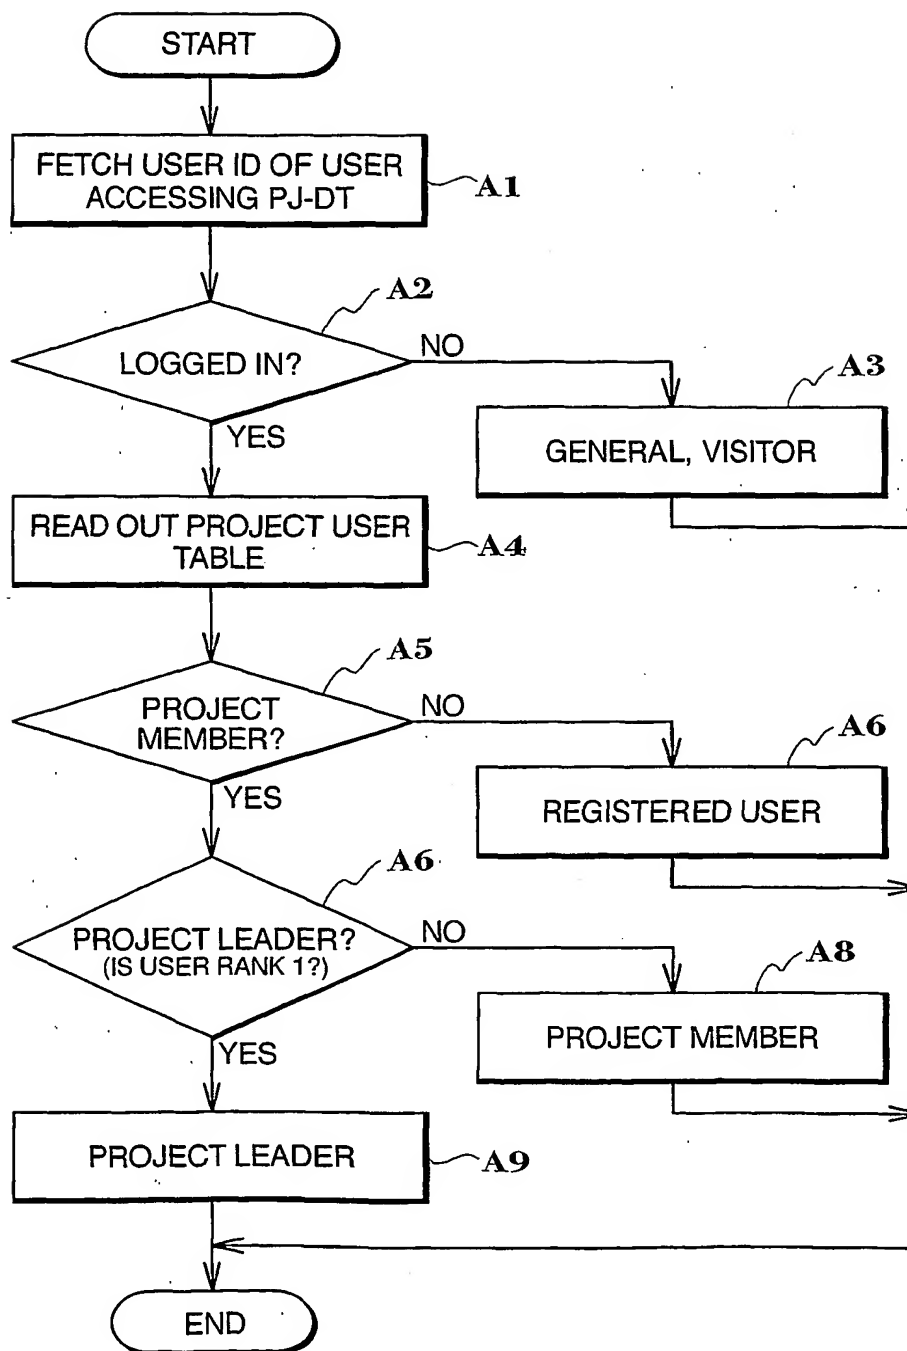 START
FETCH USER ID OF USER
ACCESSING PJ-DT
A1
A2
LOGGED IN?
NO
A3
YES
GENERAL, VISITOR
READ OUT PROJECT USER
TABLE
A4
A5
PROJECT
MEMBER?
NO
A6
YES
REGISTERED USER
A6
PROJECT LEADER?
(IS USER RANK 1?)
NO
A8
YES
PROJECT MEMBER
PROJECT LEADER
A9
END